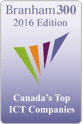 Branham300
2016 Edition
Canada's Top
ICT Companies